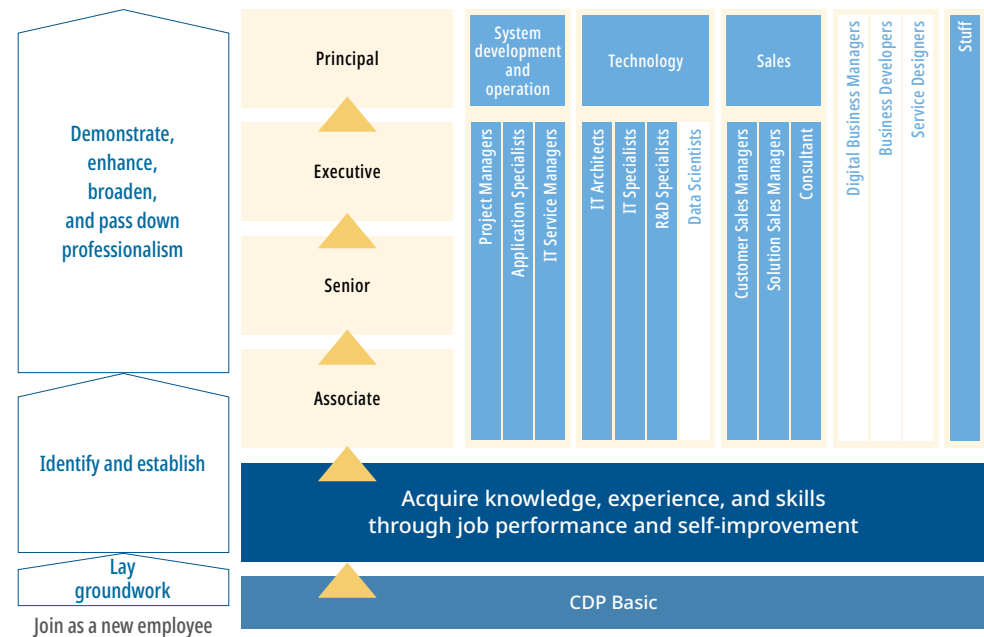 Demonstrate,
enhance,
broaden,
and pass down
professionalism
Identify and establish
Lay
groundwork
Join as a new employee
Principal
Executive
Senior
Associate
System
development
and
operation
Project Managers
Application Specialists
IT Service Managers
Technology
IT Architects
IT Specialists
R&D Specialists
Data Scientists
Sales
Customer Sales Managers
Solution Sales Managers
Consultant
Digital Business Managers
Business Developers
Service Designers
Stuff
Acquire knowledge, experience, and skills
through job performance and self-improvement
CDP Basic